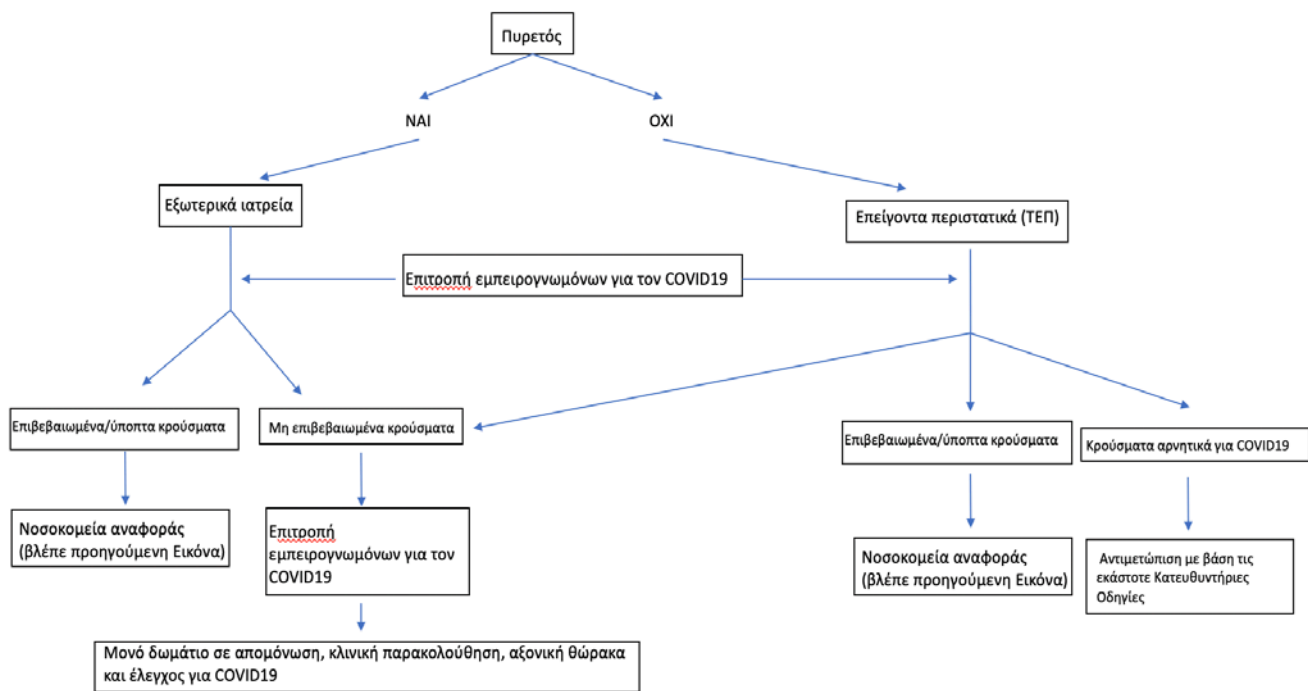 Πυρετός
ΝΑΙ
ΟΧΙ
Εξωτερικά ιατρεία
Επείγοντα περιστατικά (ΤΕΠ)
Επιτροπή εμπειρογνωμόνων για τον COVID19
Επιβεβαιωμένα/ύποπτα κρούσματα
Μη επιβεβαιωμένα κρούσματα
Επιβεβαιωμένα/ύποπτα κρούσματα
Κρούσματα αρνητικά για COVID19
Νοσοκομεία αναφοράς
(βλέπε προηγούμενη Εικόνα)
Επιτροπή
εμπειρογνωμόνων για τον
COVID19
Νοσοκομεία αναφοράς
(βλέπε προηγούμενη Εικόνα)
Αντιμετώπιση με βάση τις
εκάστοτε Κατευθυντήριες
Οδηγίες
Μονό δωμάτιο σε απομόνωση, κλινική παρακολούθηση, αξονική θώρακα
και έλεγχος για COVID19